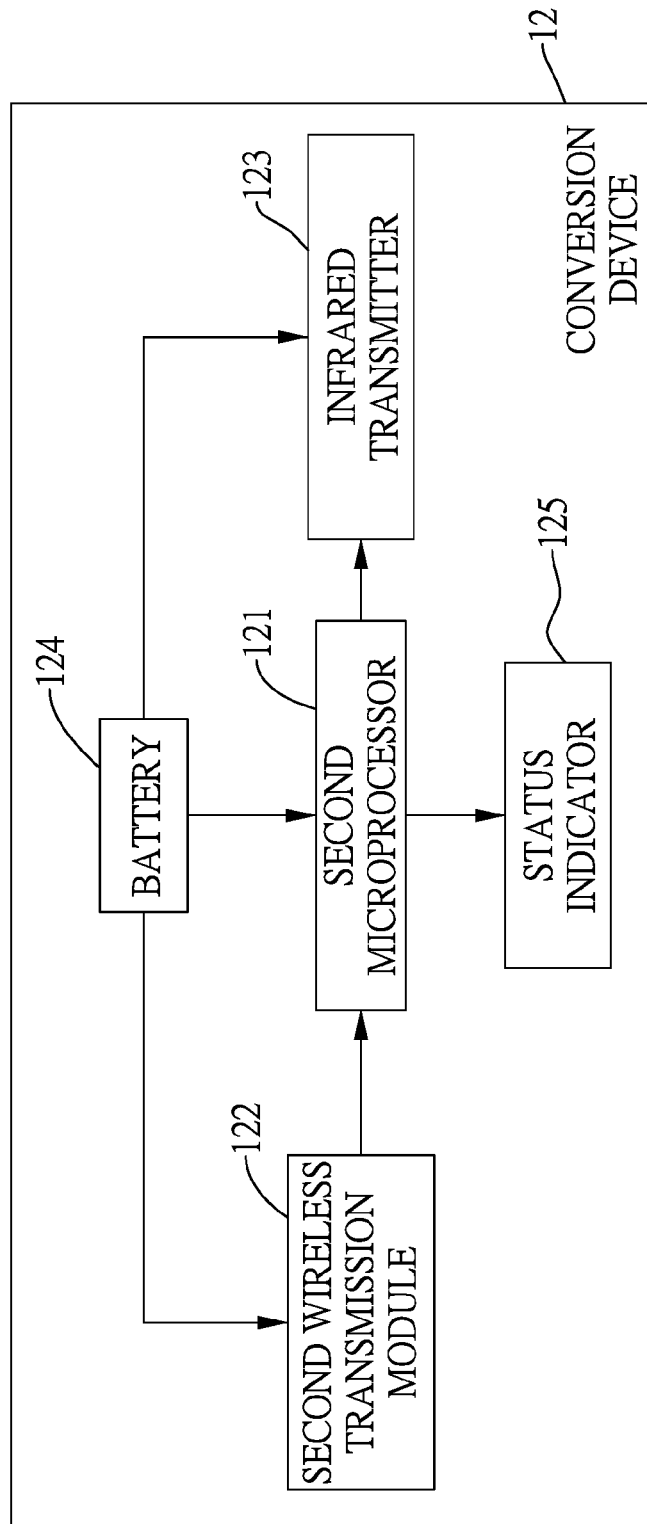 124
BATTERY
122
SECOND WIRELESS
TRANSMISSION
MODULE
121
SECOND
MICROPROCESSOR
123
INFRARED
TRANSMITTER
125
STATUS
INDICATOR
CONVERSION
DEVICE
12